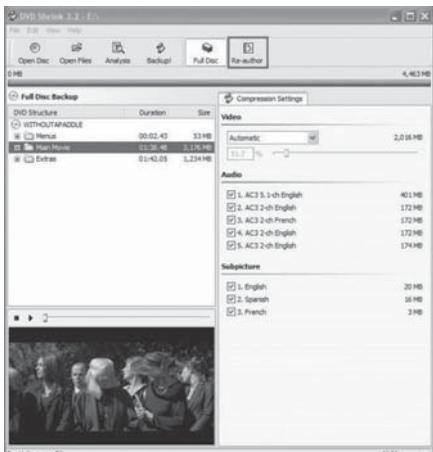 DVD Shrink 3.2 - E:\
File Edit View Help
Open Disc Open Files Analysis Backup! Full Disc Re-author
0 MB 4,463 MB
Full Disc Backup
DVD Structure Duration Size
WITHOUTAPADDLE
Menus 00:02.43 53 MB
Main Movie 01:38.48 3,176 MB
Extras 01:42.05 1,234 MB
Compression Settings
Video
Automatic 2,016 MB
%
Audio
1. AC3 5.1-ch English 401 MB
2. AC3 2-ch English 172 MB
3. AC3 2-ch French 172 MB
4. AC3 2-ch English 172 MB
5. AC3 2-ch English 174 MB
Subpicture
1. English 20 MB
2. Spanish 16 MB
3. French 3 MB